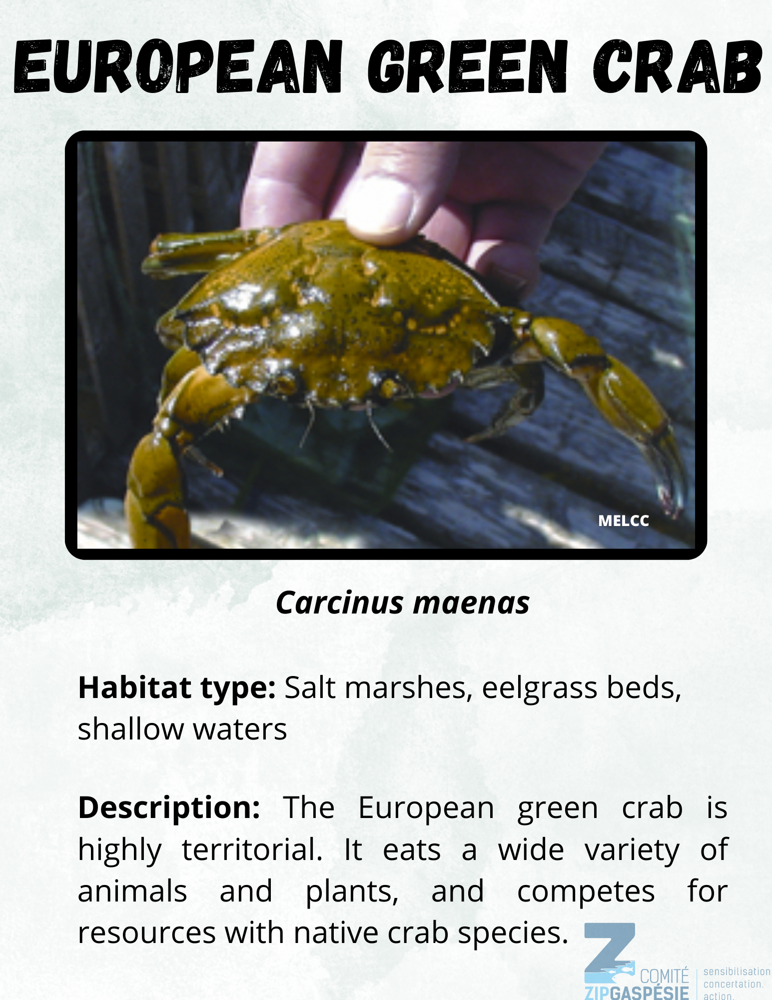 EUROPEAN GREEN CRAB
MELCC
Carcinus maenas
Habitat type: Salt marshes, eelgrass beds,
shallow waters
Description: The European green crab is
highly territorial. It eats a wide variety of
animals and plants, and competes for
resources with native crab species.
Z
COMITÉ
ZIPGASPÉSIE
sensibilisation
concertation.
action.